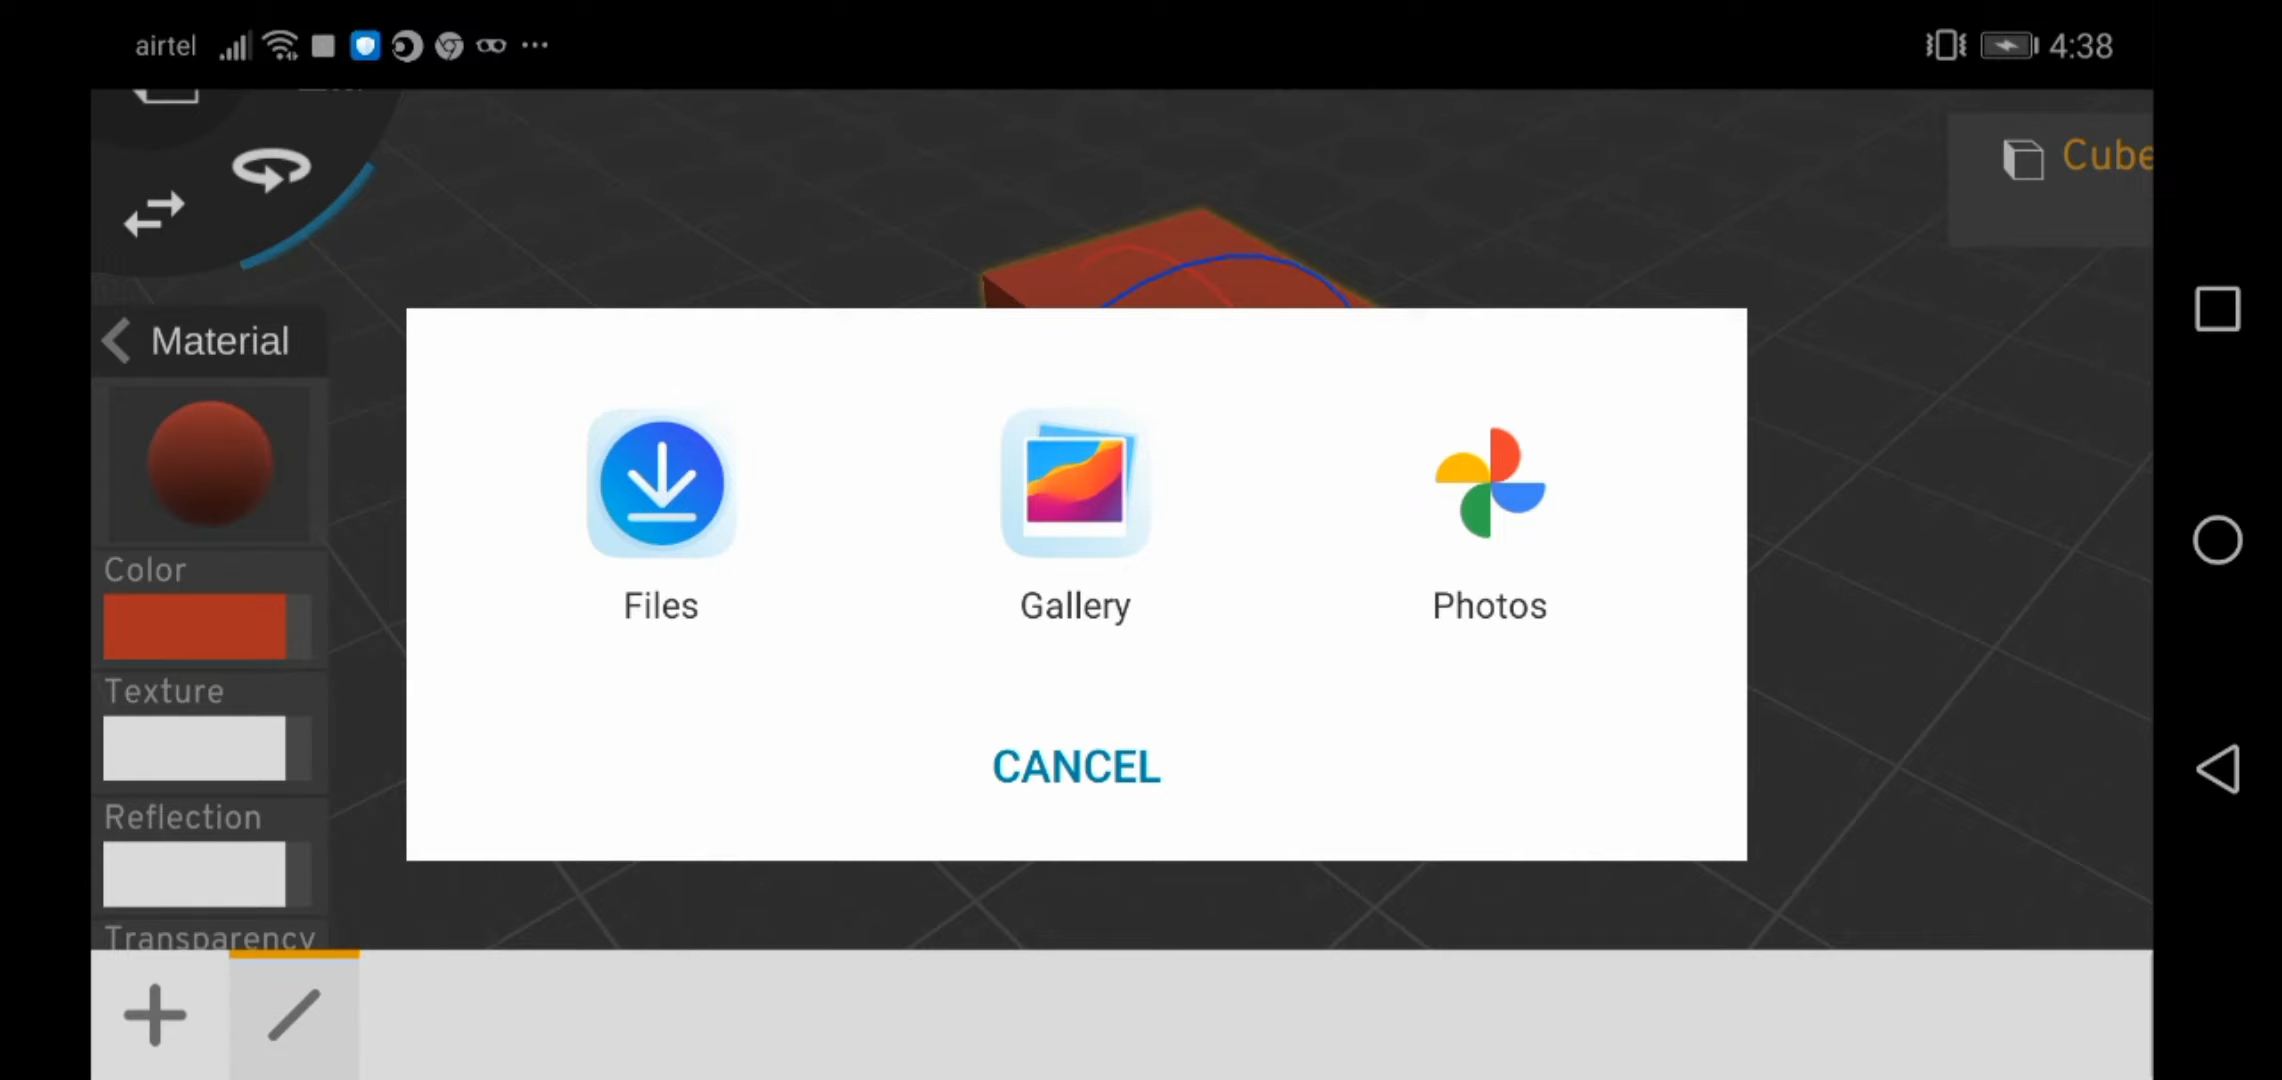 airtel
4:38
Cube
Material
Color
Texture
Reflection
Transparency
Files
Gallery
Photos
CANCEL